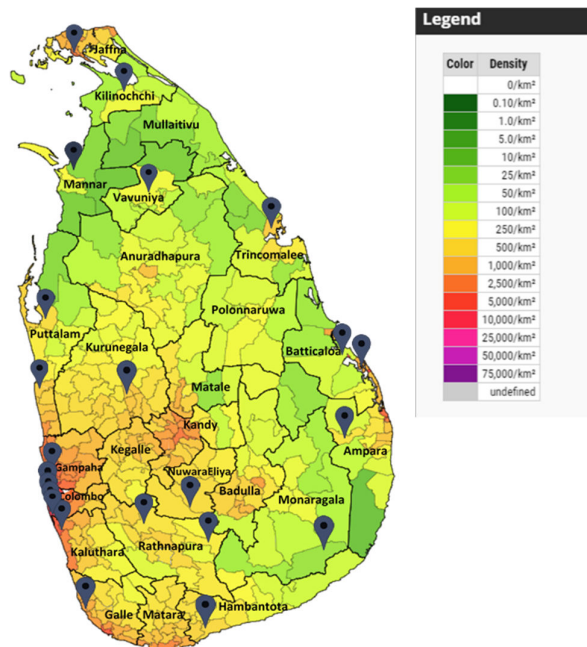 Legend
Color Density
0/km²
0.10/km²
1.0/km²
5.0/km²
10/km²
25/km²
50/km²
100/km²
250/km²
500/km²
1,000/km²
2,500/km²
5,000/km²
10,000/km²
25,000/km²
50,000/km²
75,000/km²
undefined
Jaffna
Kilinochchi
Mullaitivu
Mannar
Vavuniya
Anuradhapura
Trincomalee
Polonnaruwa
Puttalam
Kurunegala
Batticaloa
Matale
Kandy
Kegalle
Ampara
Gampaha
NuwaraEliya
Badulla
Colombo
Monaragala
Kaluthara
Rathnapura
Hambantota
Galle
Matara